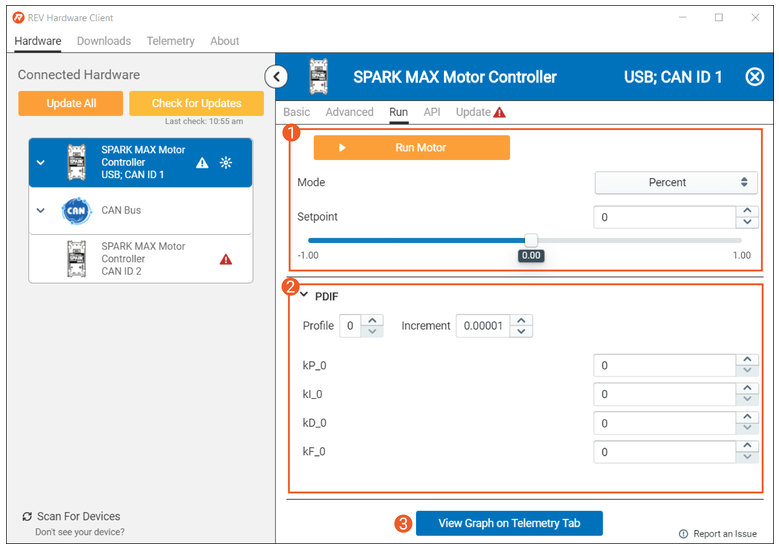 REV Hardware Client
Hardware Downloads Telemetry About
Connected Hardware
Update All
Check for Updates
Last check: 10:55 am
SPARK MAX Motor
Controller
USB; CAN ID 1
CAN Bus
SPARK MAX Motor
Controller
CAN ID 2
Scan For Devices
Don't see your device?
SPARK MAX Motor Controller USB; CAN ID 1
Basic Advanced Run API Update
1
Run Motor
Mode Percent
Setpoint 0
-1.00 0.00 1.00
2
PDIF
Profile 0 Increment 0.00001
kP_0 0
kI_0 0
kD_0 0
kF_0 0
3
View Graph on Telemetry Tab
Report an Issue